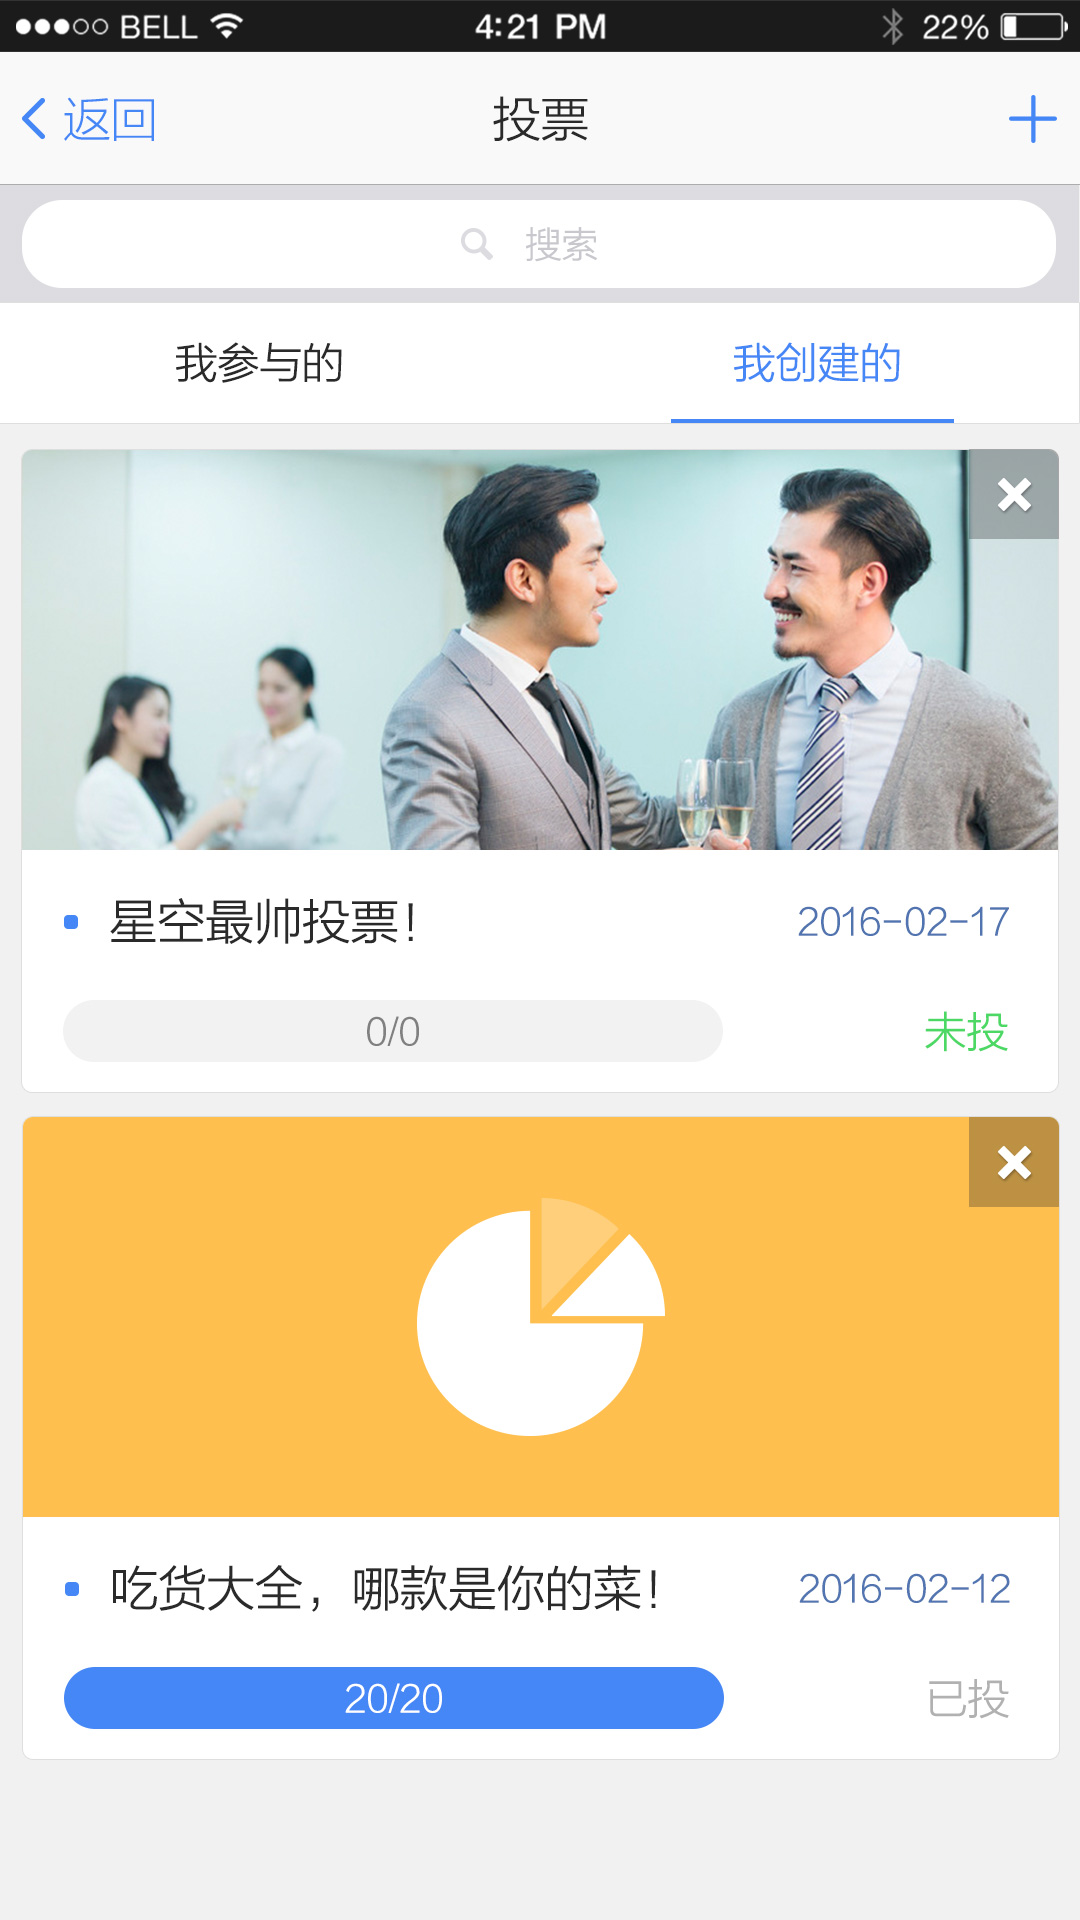 BELL 4:21 PM 22%
返回 投票
搜索
我参与的 我创建的
星空最帅投票! 2016-02-17
0/0 未投
吃货大全，哪款是你的菜! 2016-02-12
20/20 已投